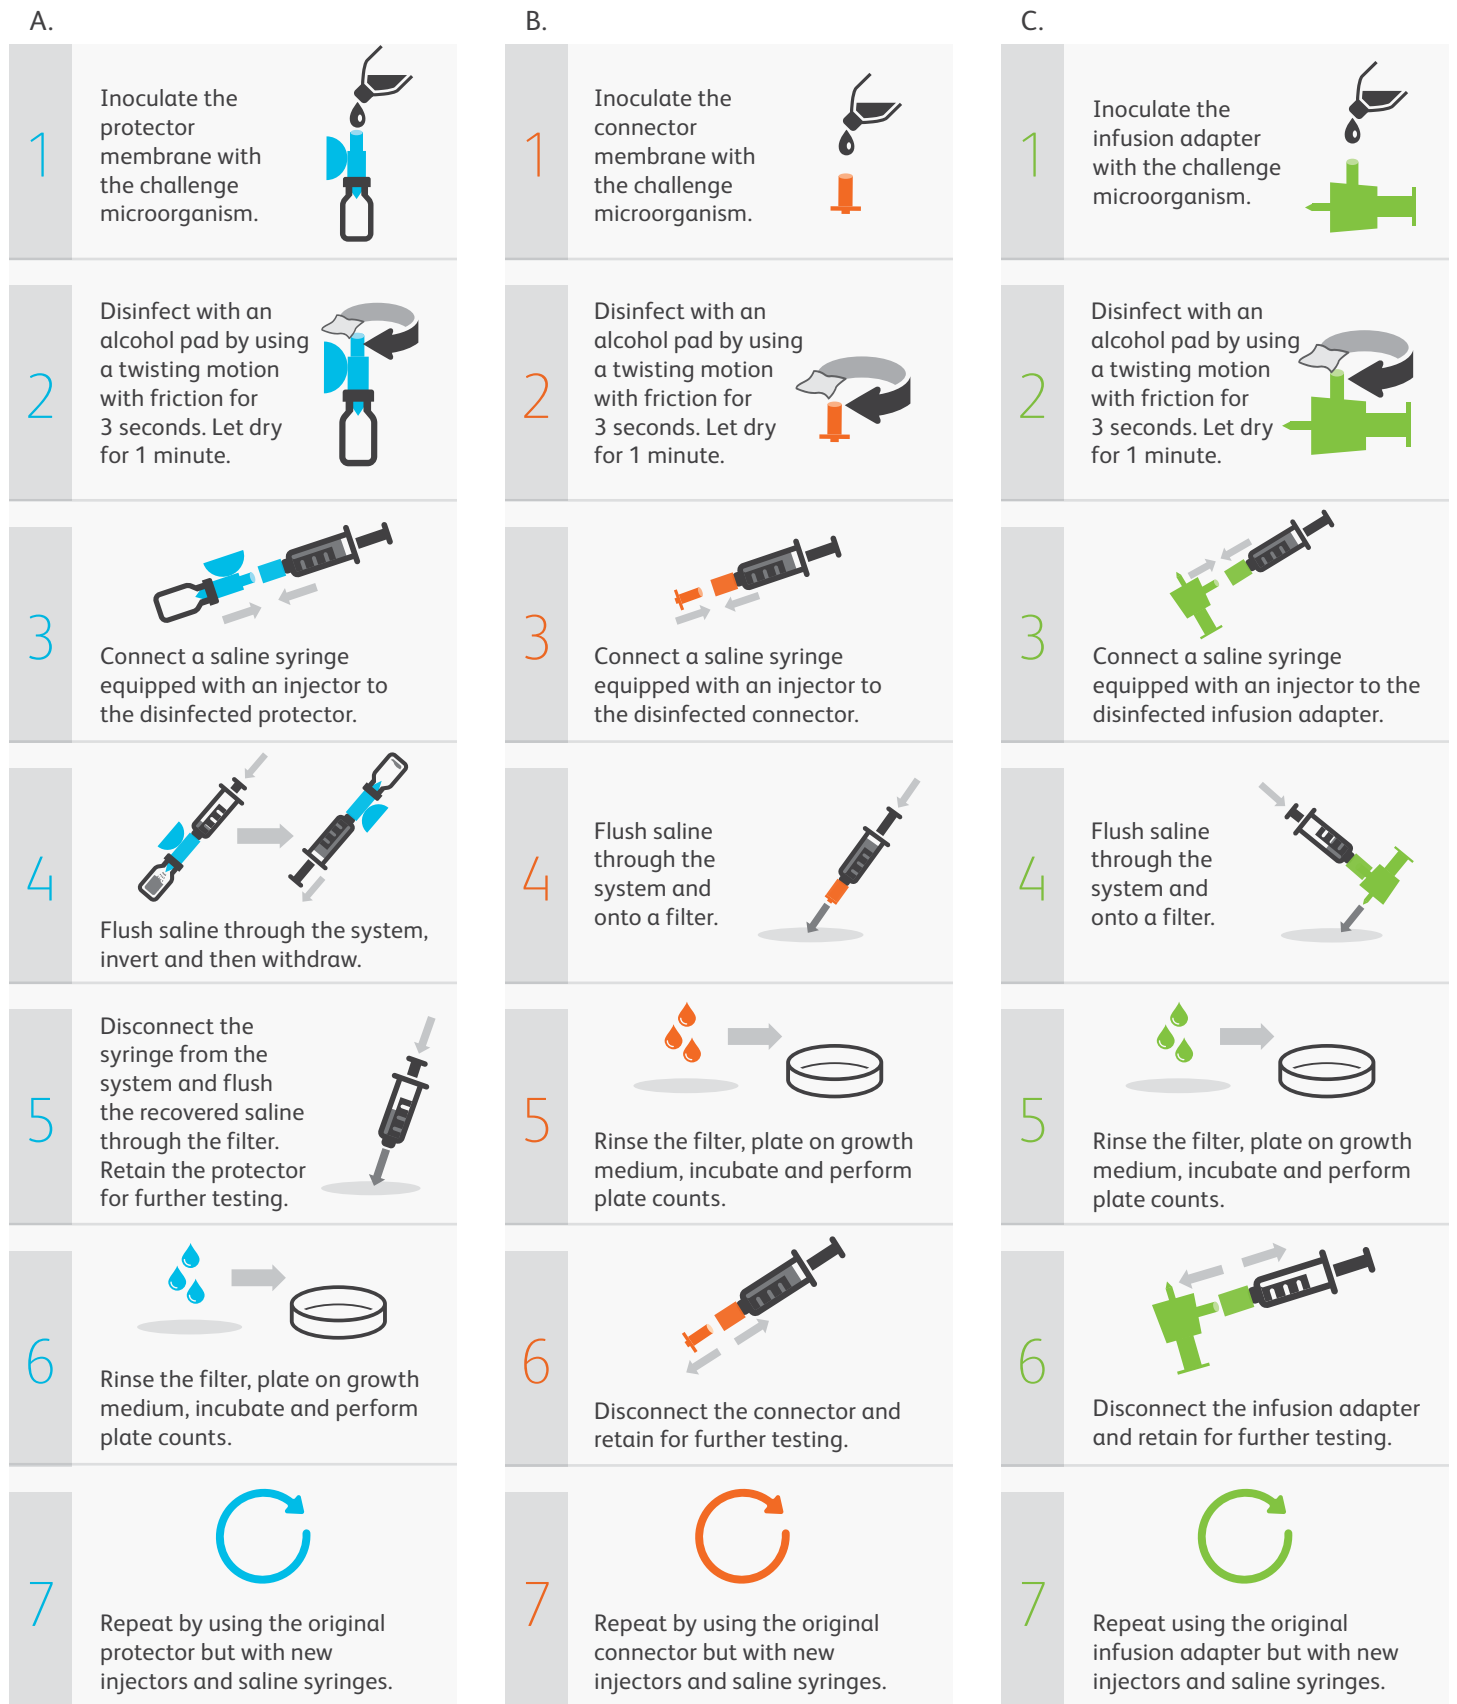 A.
1
Inoculate the
protector
membrane with
the challenge
microorganism.
2
Disinfect with an
alcohol pad by using
a twisting motion
with friction for
3 seconds. Let dry
for 1 minute.
3
Connect a saline syringe
equipped with an injector to
the disinfected protector.
4
Flush saline through the system,
invert and then withdraw.
5
Disconnect the
syringe from the
system and flush
the recovered saline
through the filter.
Retain the protector
for further testing.
6
Rinse the filter, plate on growth
medium, incubate and perform
plate counts.
7
Repeat by using the original
protector but with new
injectors and saline syringes.
B.
1
Inoculate the
connector
membrane with
the challenge
microorganism.
2
Disinfect with an
alcohol pad by using
a twisting motion
with friction for
3 seconds. Let dry
for 1 minute.
3
Connect a saline syringe
equipped with an injector to
the disinfected connector.
4
Flush saline
through the
system and
onto a filter.
5
Rinse the filter, plate on growth
medium, incubate and perform
plate counts.
6
Disconnect the connector and
retain for further testing.
7
Repeat by using the original
connector but with new
injectors and saline syringes.
C.
1
Inoculate the
infusion adapter
with the challenge
microorganism.
2
Disinfect with an
alcohol pad by using
a twisting motion
with friction for
3 seconds. Let dry
for 1 minute.
3
Connect a saline syringe
equipped with an injector to the
disinfected infusion adapter.
4
Flush saline
through the
system and
onto a filter.
5
Rinse the filter, plate on growth
medium, incubate and perform
plate counts.
6
Disconnect the infusion adapter
and retain for further testing.
7
Repeat using the original
infusion adapter but with new
injectors and saline syringes.